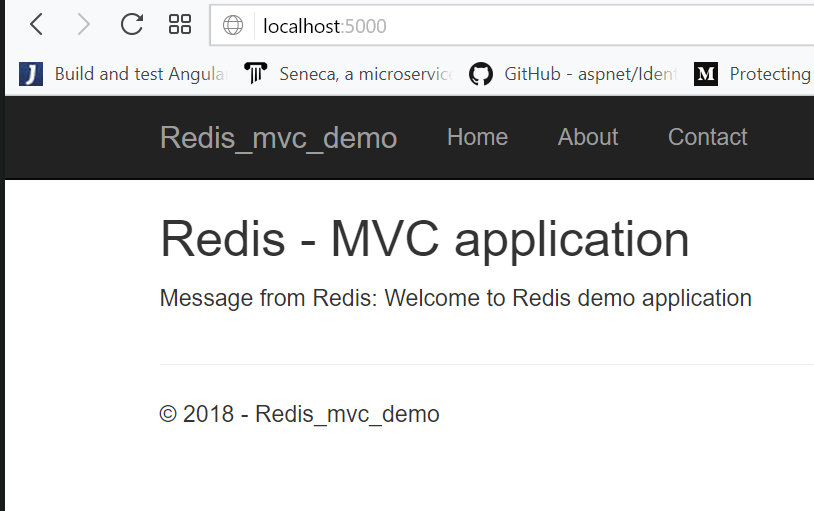 localhost:5000
Build and test Angula Seneca, a microservic GitHub - aspnet/Ident Protecting
Redis_mvc_demo Home About Contact
Redis - MVC application
Message from Redis: Welcome to Redis demo application
© 2018 - Redis_mvc_demo